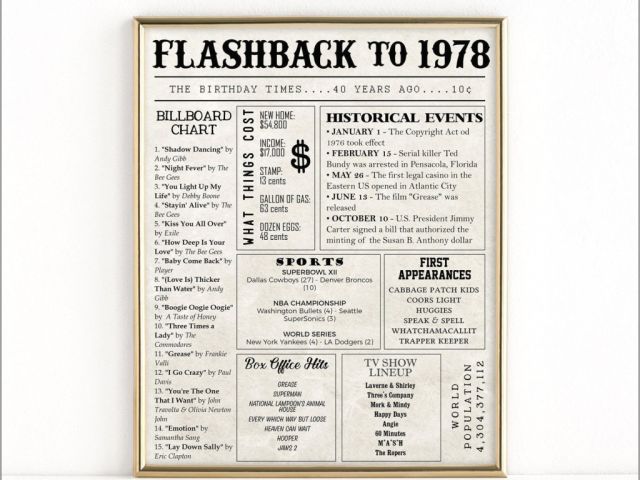 FLASHBACK TO 1978
THE BIRTHDAY TIMES....40 YEARS AGO....10¢
BILLBOARD
CHART
1. "Shadow Dancing" by
Andy Gibb
2. "Night Fever" by The
Bee Gees
3. "You Light Up My
Life" by Debby Boone
4. "Stayin' Alive" by The
Bee Gees
5. "Kiss You All Over"
by Exile
6. "How Deep Is Your
Love" by The Bee Gees
7. "Baby Come Back" by
Player
8. "(Love Is) Thicker
Than Water" by Andy
Gibb
9. "Boogie Oogie Oogie"
by A Taste of Honey
10. "Three Times a
Lady" by The
Commodores
11. "Grease" by Frankie
Valli
12. "I Go Crazy" by Paul
Davis
13. "You're The One
That I Want" by John
Travolta & Olivia Newton
John
14. "Emotion" by
Samantha Sang
15. "Lay Down Sally" by
Eric Clapton
WHAT THINGS COST
NEW HOME:
$54,800
INCOME:
$17,000
$
STAMP:
13 cents
GALLON OF GAS:
63 cents
DOZEN EGGS:
48 cents
HISTORICAL EVENTS
• JANUARY 1 - The Copyright Act od
1976 took effect
• FEBRUARY 15 - Serial killer Ted
Bundy was arrested in Pensacola, Florida
• MAY 26 - The first legal casino in the
Eastern US opened in Atlantic City
• JUNE 13 - The film "Grease" was
released
• OCTOBER 10 - U.S. President Jimmy
Carter signed a bill that authorized the
minting of the Susan B. Anthony dollar
SPORTS
SUPERBOWL XII
Dallas Cowboys (27) - Denver Broncos
(10)
NBA CHAMPIONSHIP
Washington Bullets (4) - Seattle
SuperSonics (3)
WORLD SERIES
New York Yankees (4) - LA Dodgers (2)
FIRST
APPEARANCES
CABBAGE PATCH KIDS
COORS LIGHT
HUGGIES
SPEAK & SPELL
WHATCHAMACALLIT
TRAPPER KEEPER
Box Office Hits
GREASE
SUPERMAN
NATIONAL LAMPOON'S ANIMAL
HOUSE
EVERY WHICH WAY BUT LOOSE
HEAVEN CAN WAIT
HOOPER
JAWS 2
TV SHOW
LINEUP
Laverne & Shirley
Three's Company
Mork & Mindy
Happy Days
Angie
60 Minutes
M*A*S*H
The Ropers
WORLD
POPULATION
4,304,377,112